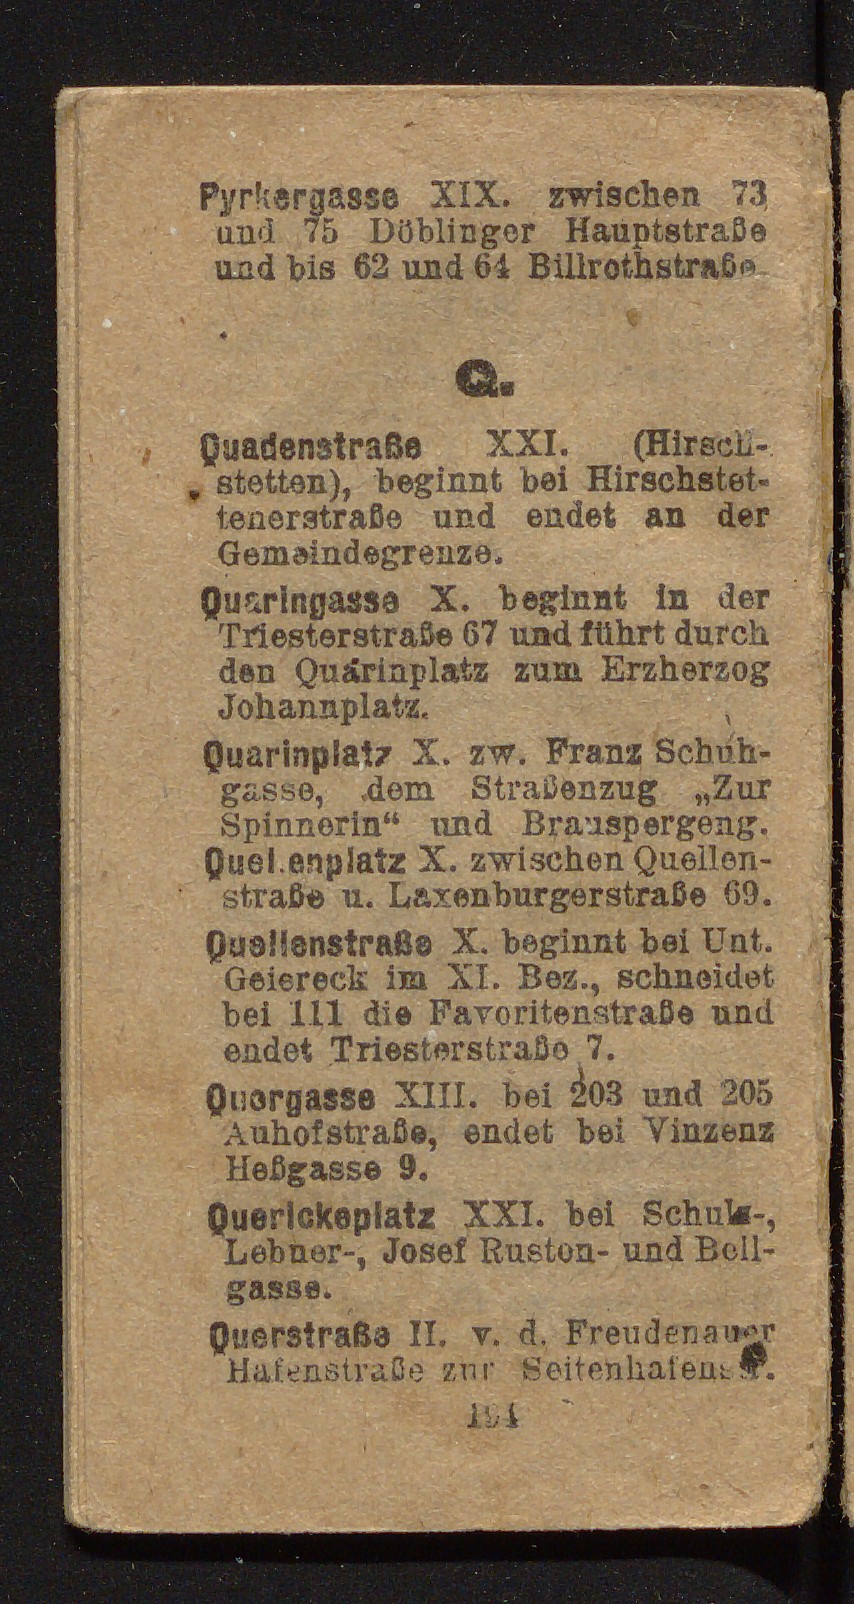 Pyrkergasse XIX. zwischen 73
und 75 Döblinger Hauptstraße
und bis 62 und 64 Billrothstraße
Q.
Quadenstraße XXI. (Hirsch-
stetten), beginnt bei Hirschstet-
tenerstraße und endet an der
Gemeindegrenze.
Quaringasse X. beginnt in der
Triesterstraße 67 und führt durch
den Quarinplatz zum Erzherzog
Johannplatz.
Quarinplatz X. zw. Franz Schuh-
gasse, dem Straßenzug „Zur
Spinnerin“ und Brauspergeng.
Quellenplatz X. zwischen Quellen-
straße u. Laxenburgerstraße 69.
Quellenstraße X. beginnt bei Unt.
Geiereck im XI. Bez., schneidet
bei 111 die Favoritenstraße und
endet Triesterstraße 7.
Quergasse XIII. bei 203 und 205
Auhofstraße, endet bei Vinzenz
Heßgasse 9.
Querickeplatz XXI. bei Schulz-,
Lebner-, Josef Ruston- und Bell-
gasse.
Querstraße II. v. d. Freudenauer
Hafenstraße zur Seitenhafenstr.
194